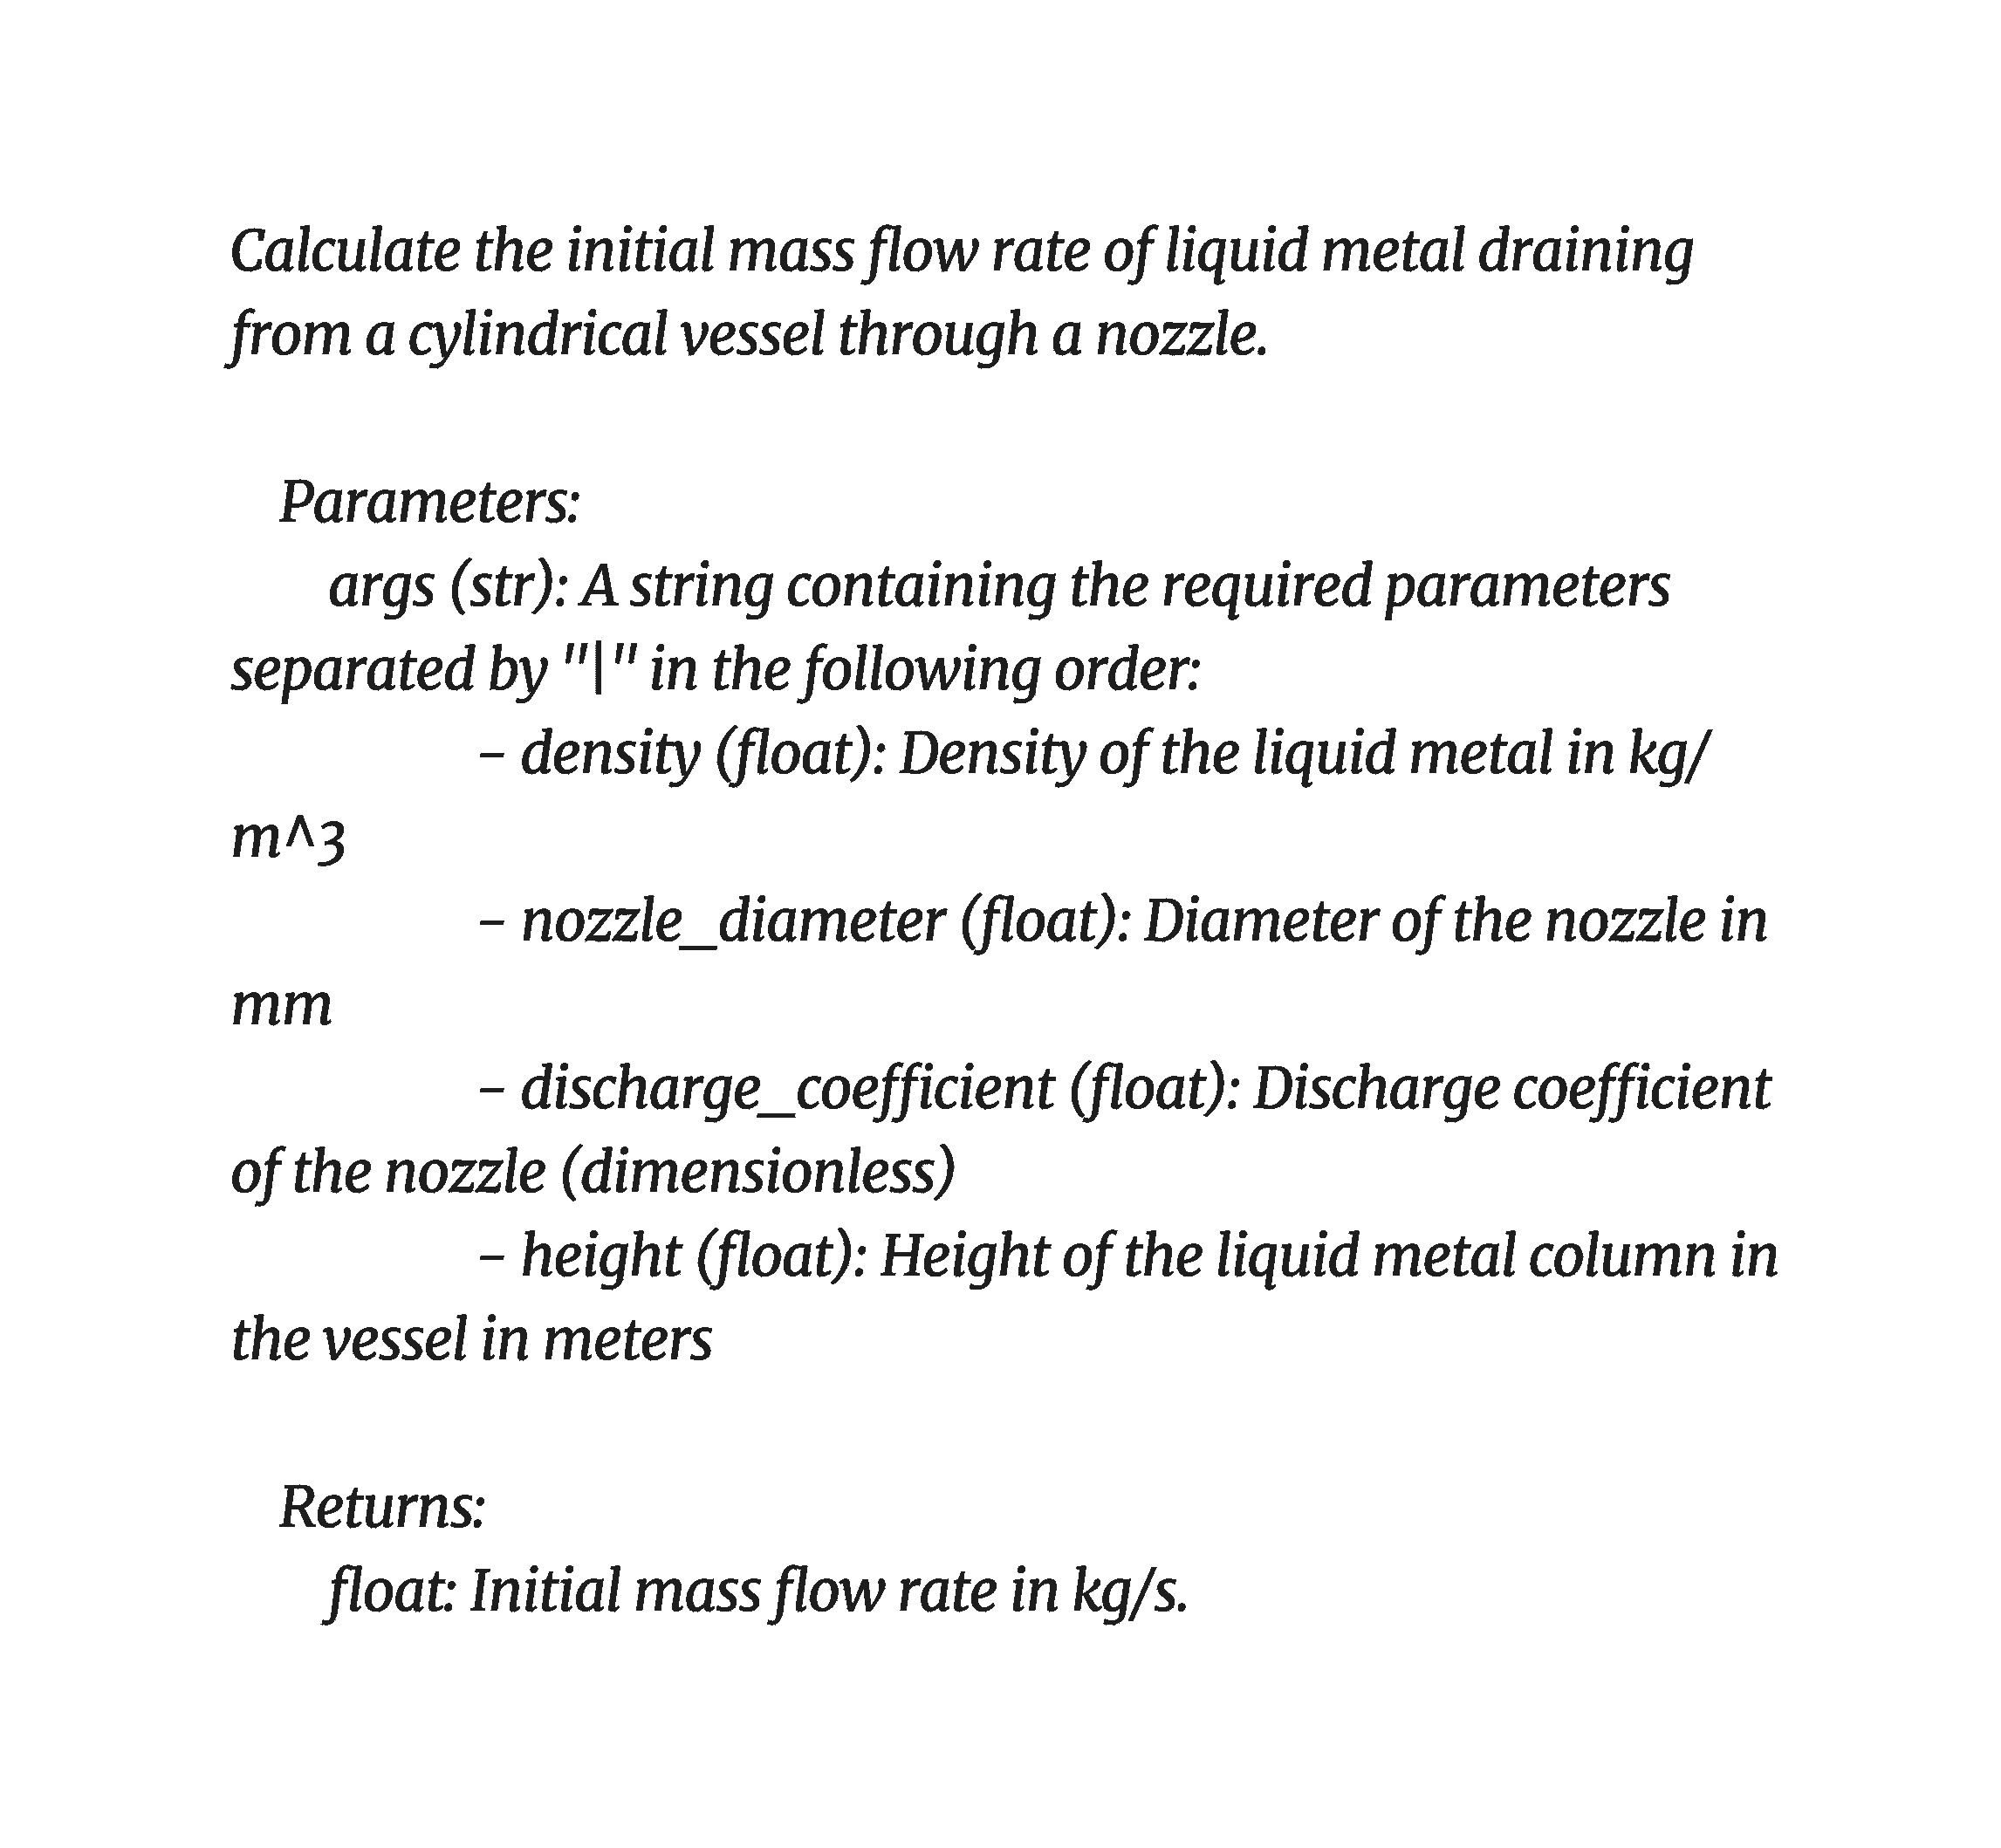 Calculate the initial mass flow rate of liquid metal draining
from a cylindrical vessel through a nozzle.
Parameters:
args (str): A string containing the required parameters
separated by "|" in the following order:
– density (float): Density of the liquid metal in kg/
m^3
– nozzle_diameter (float): Diameter of the nozzle in
mm
– discharge_coefficient (float): Discharge coefficient
of the nozzle (dimensionless)
– height (float): Height of the liquid metal column in
the vessel in meters
Returns:
float: Initial mass flow rate in kg/s.